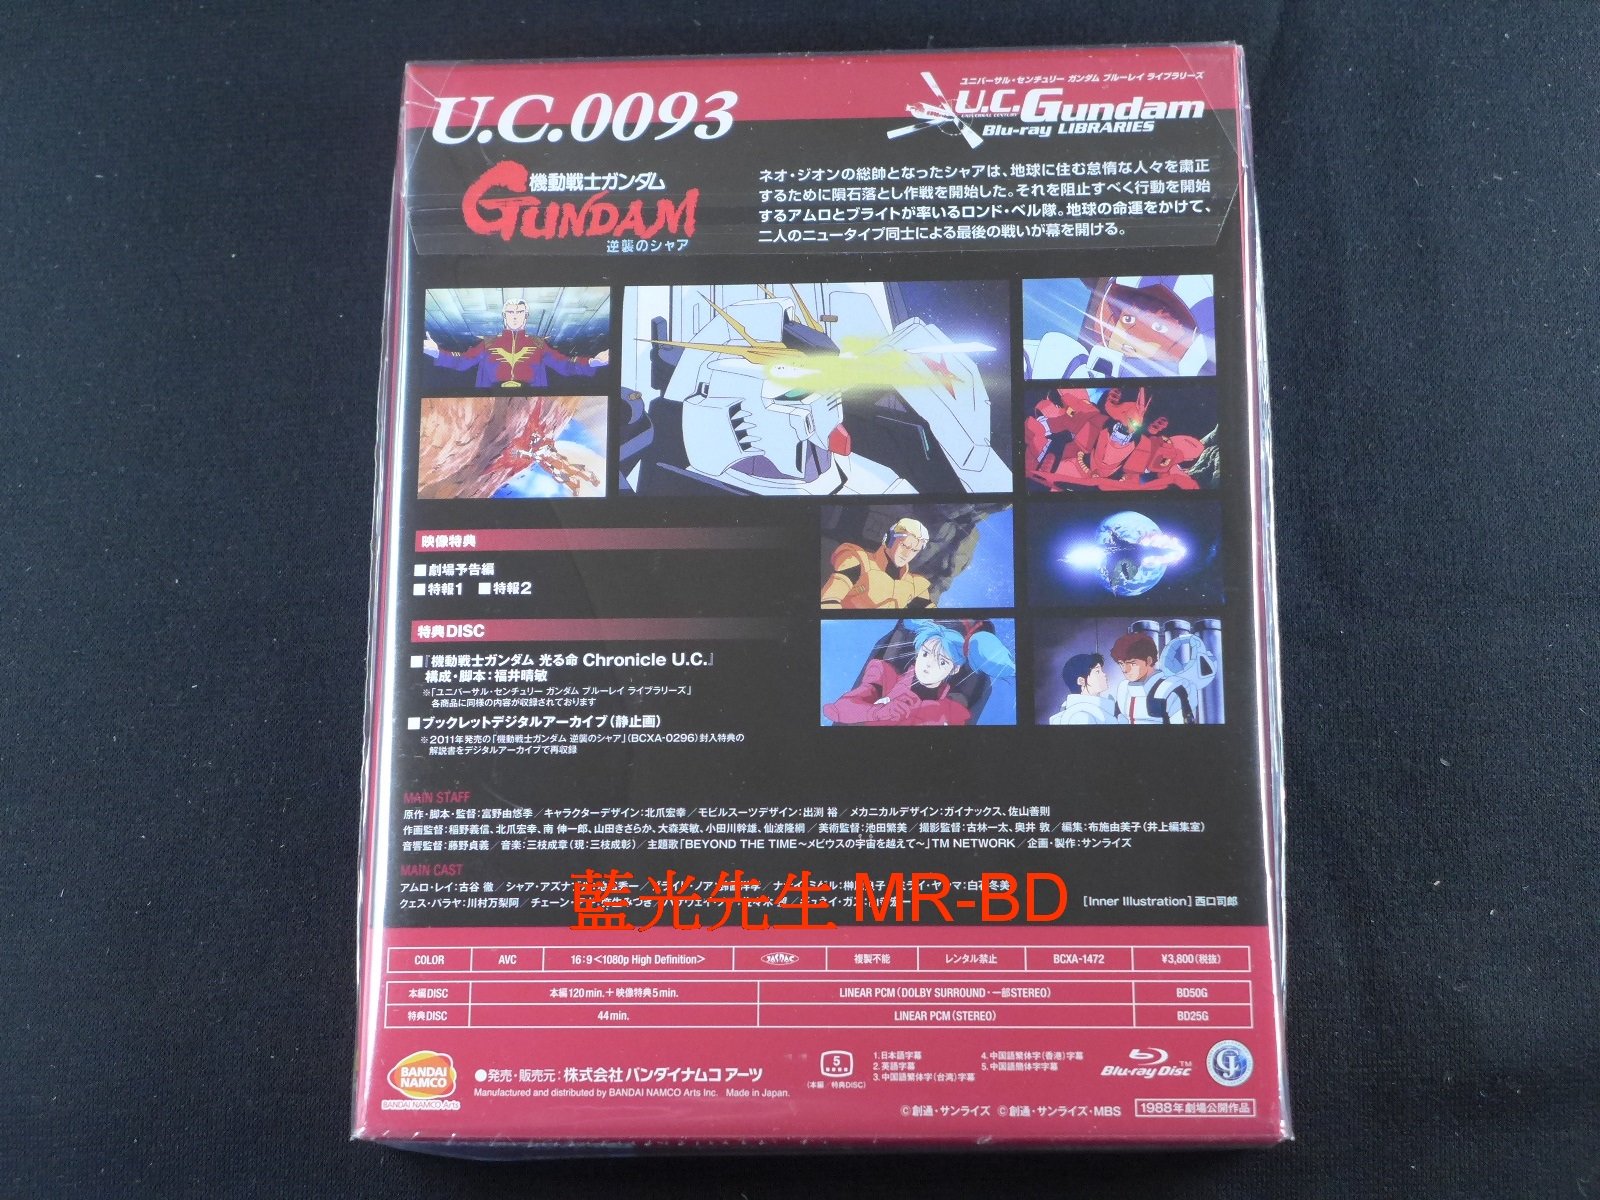 U.C.0093
ユニバーサル・センチュリー ガンダム ブルーレイ ライブラリーズ
U.C.Gundam
UNIVERSAL CENTURY
Blu-ray LIBRARIES
機動戦士ガンダム
GUNDAM
逆襲のシャア
ネオ・ジオンの総帥となったシャアは、地球に住む怠惰な人々を粛正
するために隕石落とし作戦を開始した。それを阻止すべく行動を開始
するアムロとブライトが率いるロンド・ベル隊。地球の命運をかけて、
二人のニュータイプ同士による最後の戦いが幕を開ける。
映像特典
■劇場予告編
■特報1 ■特報2
特典DISC
■『機動戦士ガンダム 光る命 Chronicle U.C.』
構成・脚本：福井晴敏
※「ユニバーサル・センチュリー ガンダム ブルーレイ ライブラリーズ」
各商品に同様の内容が収録されております
■ブックレットデジタルアーカイブ（静止画）
※2011年発売の「機動戦士ガンダム 逆襲のシャア」（BCXA-0296）封入特典の
解説書をデジタルアーカイブで再収録
MAIN STAFF
原作・脚本・監督：富野由悠季／キャラクターデザイン：北爪宏幸／モビルスーツデザイン：出渕 裕／メカニカルデザイン：ガイナックス、佐山善則
作画監督：稲野義信、北爪宏幸、南 伸一郎、山田きさらか、大森英敏、小田川幹雄、仙波隆綱／美術監督：池田繁美／撮影監督：古林一太、奥井 敦／編集：布施由美子（井上編集室）
音響監督：藤野貞義／音楽：三枝成章（現：三枝成彰）／主題歌「BEYOND THE TIME～メビウスの宇宙を越えて～」TM NETWORK／企画・製作：サンライズ
MAIN CAST
アムロ・レイ：古谷 徹／シャア・アズナ
クェス・パラヤ：川村万梨阿／チェーン・
：白石冬美
[Inner Illustration] 西口司郎
藍光先生 MR-BD
COLOR AVC 16:9<1080p High Definition> 複製不能 レンタル禁止 BCXA-1472 ¥3,800（税抜）
本編DISC 本編120min.＋映像特典5min. LINEAR PCM（DOLBY SURROUND・一部STEREO） BD50G
特典DISC 44min. LINEAR PCM（STEREO） BD25G
BANDAI NAMCO
BANDAI NAMCO Arts
●発売・販売元：株式会社 バンダイナムコ アーツ
Manufactured and distributed by BANDAI NAMCO Arts Inc. Made in Japan.
5
（本編／特典DISC）
1.日本語字幕
2.英語字幕
3.中国語繁体字（台湾）字幕
4.中国語繁体字（香港）字幕
5.中国語簡体字字幕
Blu-ray Disc™
©創通・サンライズ ©創通・サンライズ・MBS
1988年劇場公開作品